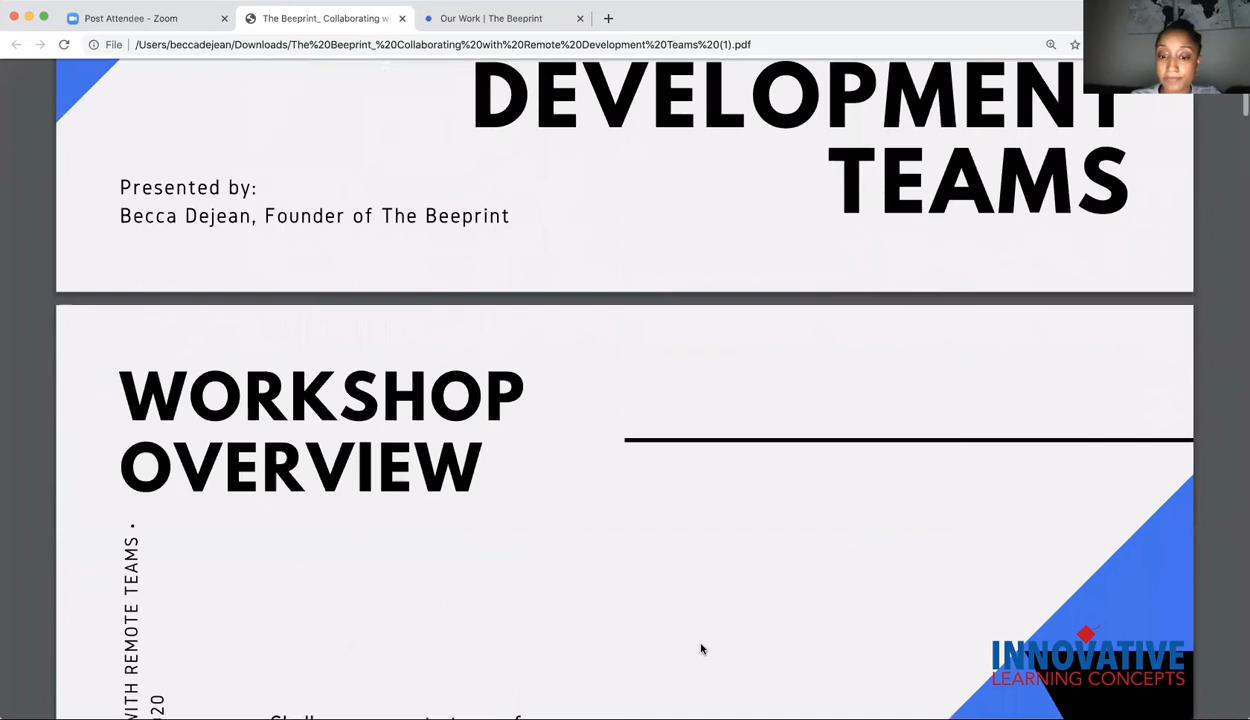 Post Attendee - Zoom
The Beeprint_ Collaborating w
Our Work | The Beeprint
File
/Users/beccadejean/Downloads/The%20Beeprint_%20Collaborating%20with%20Remote%20Development%20Teams%20(1).pdf
DEVELOPMENT
TEAMS
Presented by:
Becca Dejean, Founder of The Beeprint
WORKSHOP
OVERVIEW
WITH REMOTE TEAMS •
020
INNOVATIVE
LEARNING CONCEPTS